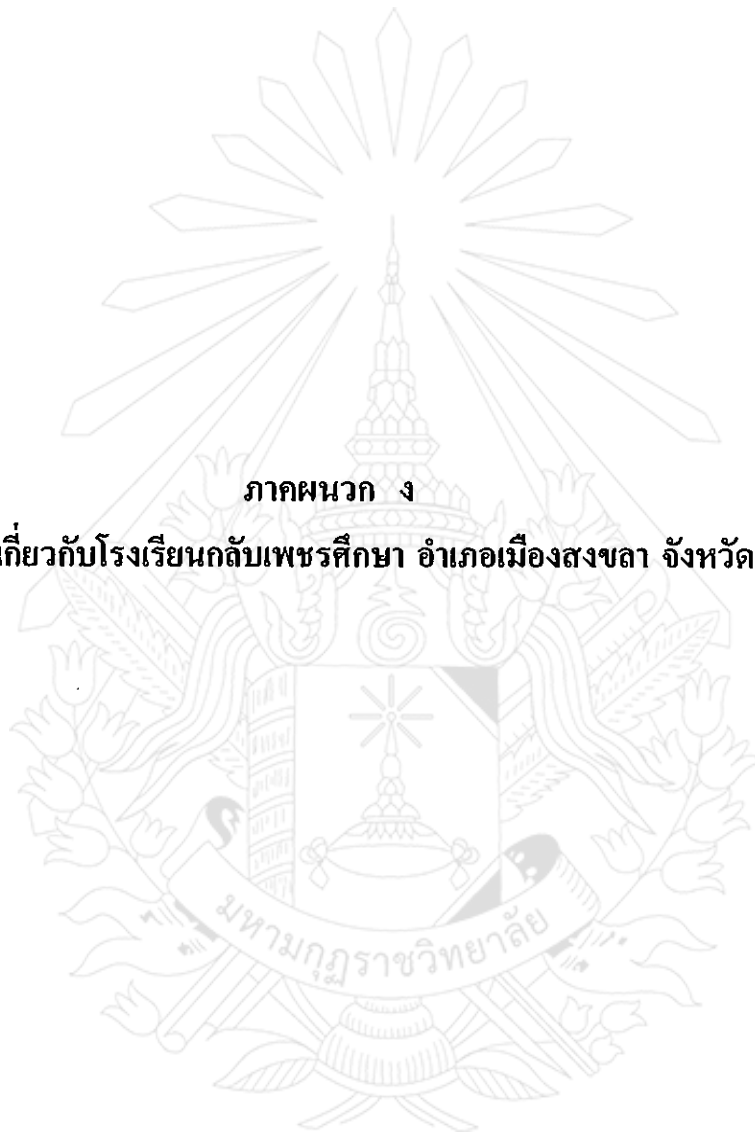 ภาคผนวก ง
เกี่ยวกับโรงเรียนกลับเพชรศึกษา อำเภอเมืองสงขลา จังหวัด
มหามกุฏราชวิทยาลัย